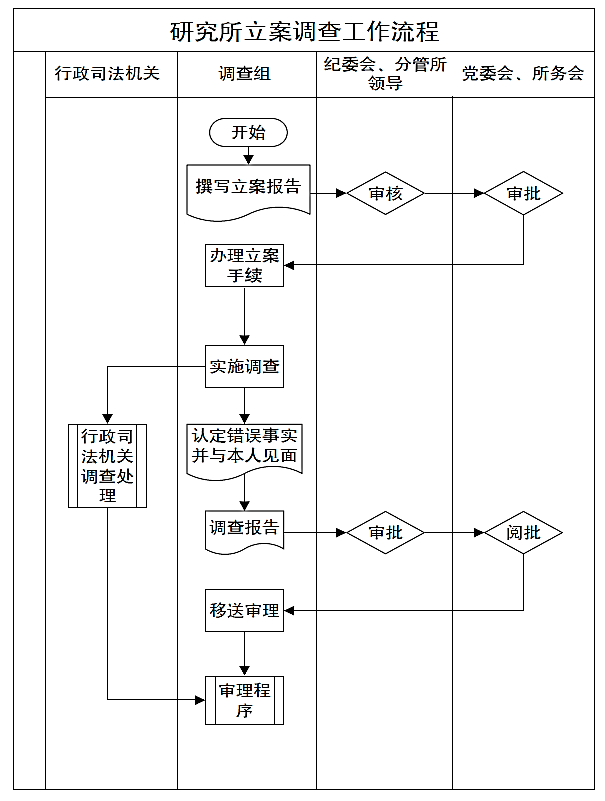 研究所立案调查工作流程
行政司法机关
调查组
纪委会、分管所
领导
党委会、所务会
开始
撰写立案报告
审核
审批
办理立案
手续
实施调查
行政司
法机关
调查处
理
认定错误事实
并与本人见面
调查报告
审批
阅批
移送审理
审理程
序